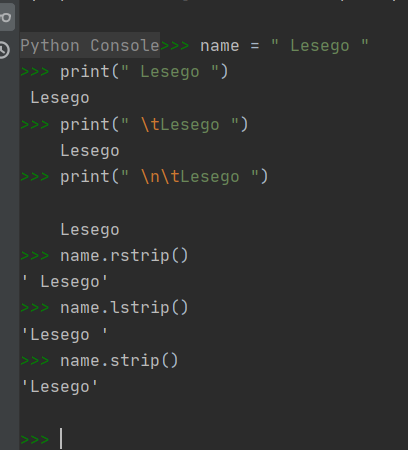 Python Console>>> name = " Lesego "
>>> print(" Lesego ")
 Lesego
>>> print(" \tLesego ")
    Lesego
>>> print(" \n\tLesego ")

    Lesego
>>> name.rstrip()
' Lesego'
>>> name.lstrip()
'Lesego '
>>> name.strip()
'Lesego'

>>>